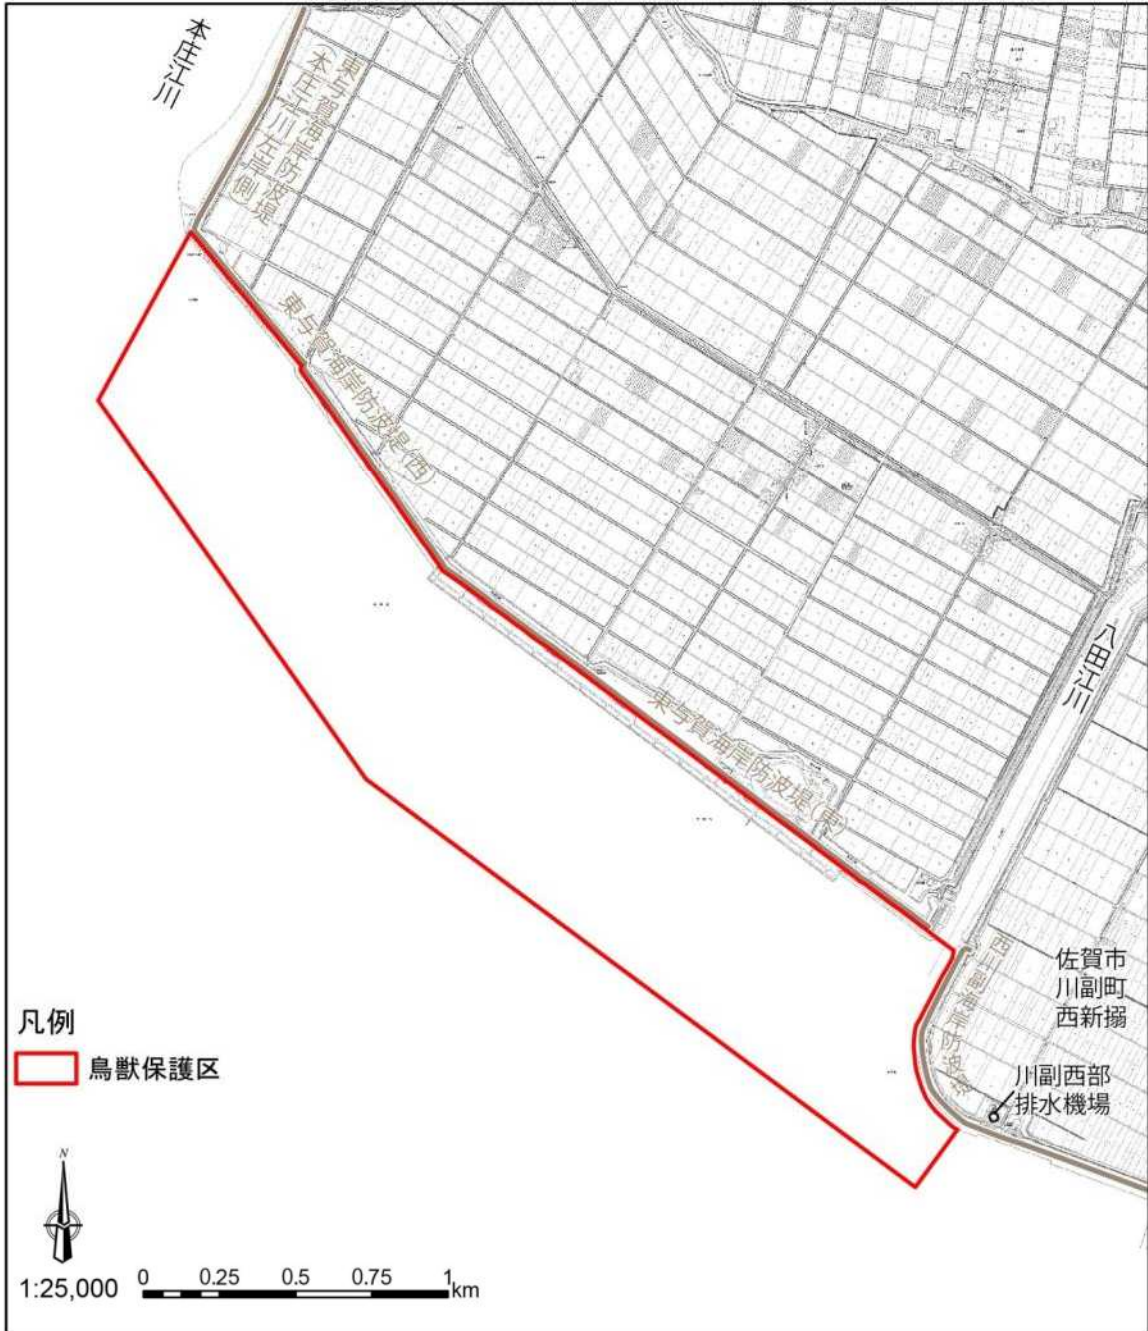 本庄江川
東与賀海岸防波堤
(本庄江川左岸側)
東与賀海岸防波堤(西)
八田江川
東与賀海岸防波堤(東)
西川副海岸防波堤
佐賀市
川副町
西新搦
川副西部
排水機場
凡例
鳥獣保護区
N
1:25,000
0 0.25 0.5 0.75 1 km